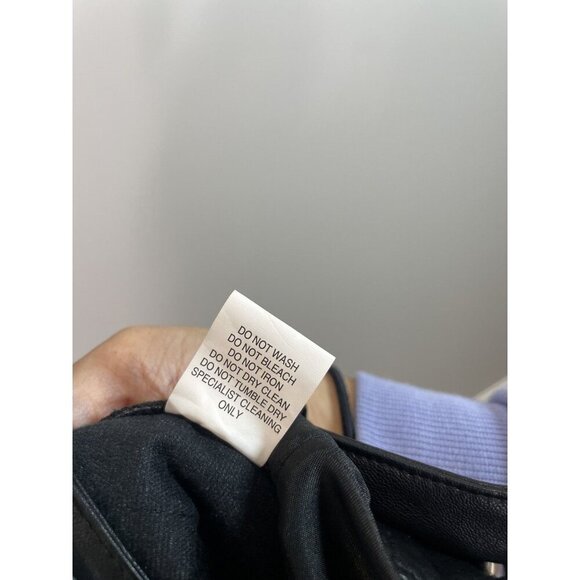 DO NOT WASH
DO NOT BLEACH
DO NOT IRON
DO NOT DRY CLEAN
DO NOT TUMBLE DRY
SPECIALIST CLEANING
ONLY